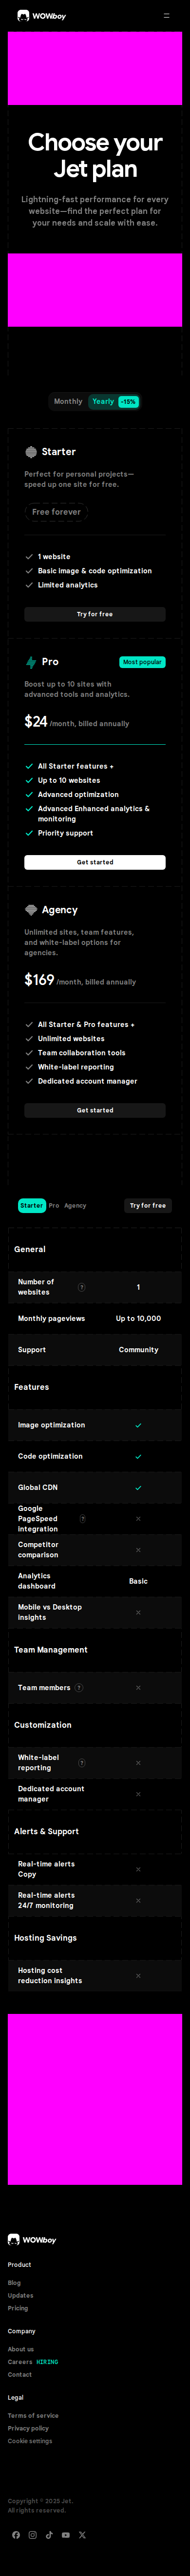 WOWboy
Choose your
Jet plan
Lightning-fast performance for every
website—find the perfect plan for
your needs and scale with ease.
Monthly Yearly -15%
Starter
Perfect for personal projects—
speed up one site for free.
Free forever
1 website
Basic image & code optimization
Limited analytics
Try for free
Pro Most popular
Boost up to 10 sites with
advanced tools and analytics.
$24 /month, billed annually
All Starter features +
Up to 10 websites
Advanced optimization
Advanced Enhanced analytics &
monitoring
Priority support
Get started
Agency
Unlimited sites, team features,
and white-label options for
agencies.
$169 /month, billed annually
All Starter & Pro features +
Unlimited websites
Team collaboration tools
White-label reporting
Dedicated account manager
Get started
Starter Pro Agency Try for free
General
Number of
websites ? 1
Monthly pageviews Up to 10,000
Support Community
Features
Image optimization
Code optimization
Global CDN
Google
PageSpeed ?
integration
Competitor
comparison
Analytics
dashboard Basic
Mobile vs Desktop
Insights
Team Management
Team members ?
Customization
White-label
reporting ?
Dedicated account
manager
Alerts & Support
Real-time alerts
Copy
Real-time alerts
24/7 monitoring
Hosting Savings
Hosting cost
reduction insights
WOWboy
Product
Blog
Updates
Pricing
Company
About us
Careers HIRING
Contact
Legal
Terms of service
Privacy policy
Cookie settings
Copyright © 2025 Jet.
All rights reserved.